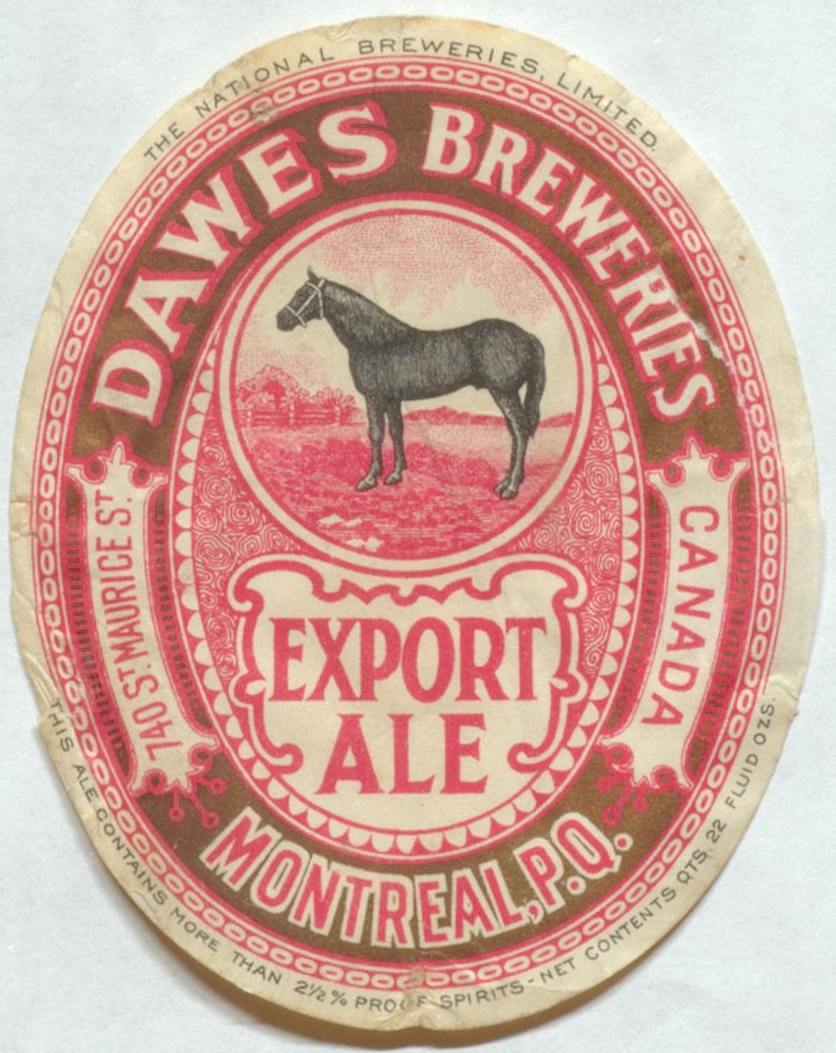 THE NATIONAL BREWERIES, LIMITED.
DAWES BREWERIES
740 ST. MAURICE ST.
CANADA
EXPORT
ALE
MONTREAL, P.Q.
THIS ALE CONTAINS MORE THAN 2½% PROOF SPIRITS - NET CONTENTS QTS. 22 FLUID OZS.